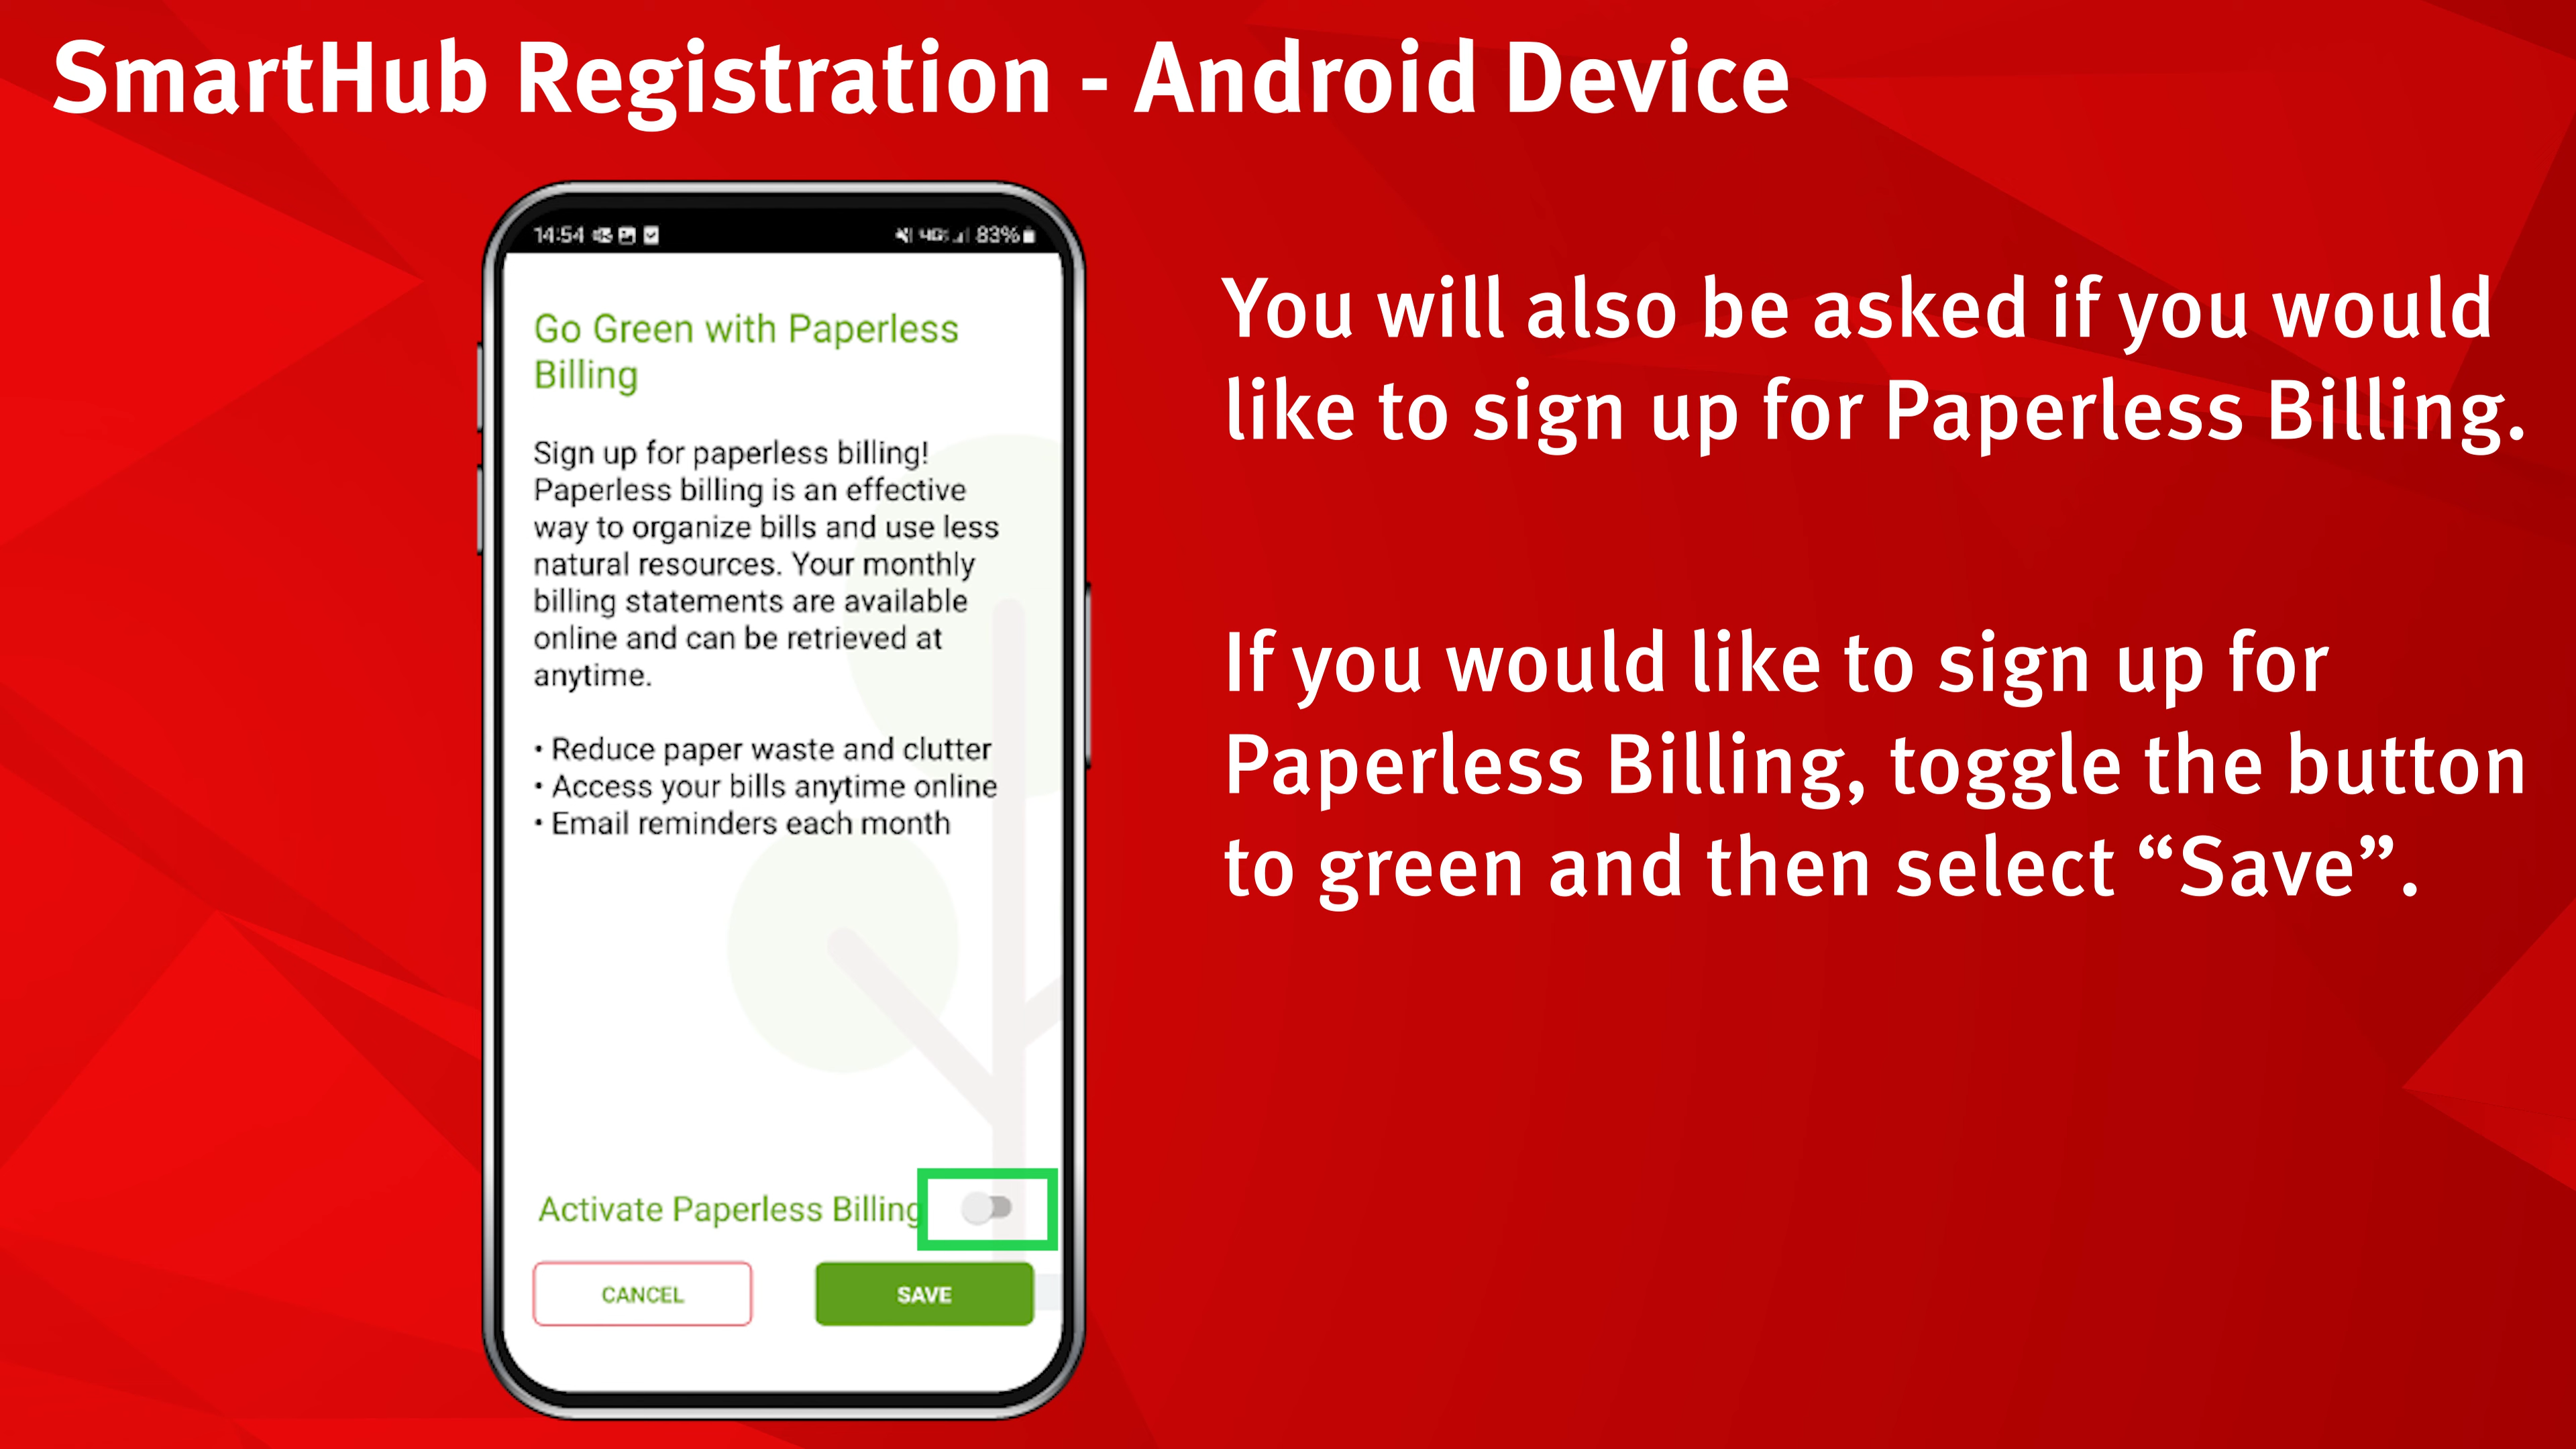 SmartHub Registration - Android Device
14:54
83%
Go Green with Paperless
Billing
Sign up for paperless billing!
Paperless billing is an effective
way to organize bills and use less
natural resources. Your monthly
billing statements are available
online and can be retrieved at
anytime.
• Reduce paper waste and clutter
• Access your bills anytime online
• Email reminders each month
Activate Paperless Billing
CANCEL
SAVE
You will also be asked if you would
like to sign up for Paperless Billing.
If you would like to sign up for
Paperless Billing, toggle the button
to green and then select “Save”.